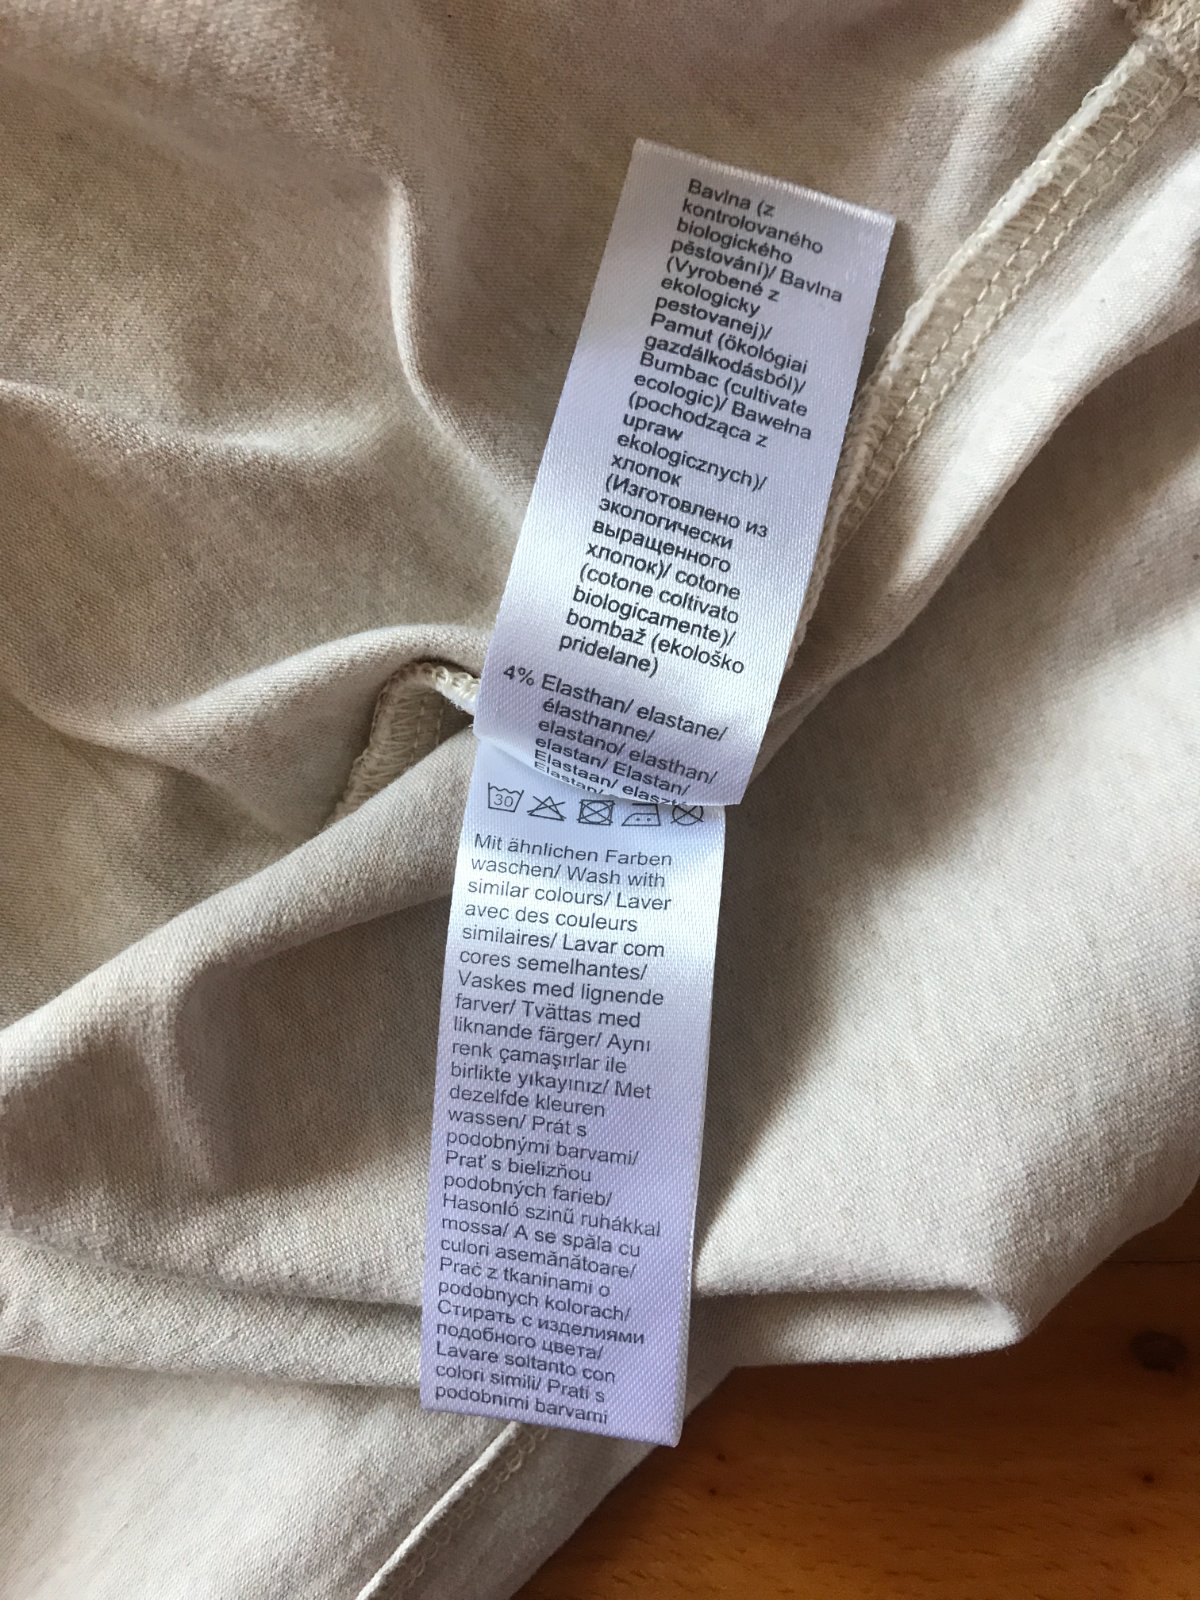 Bavlna (z
kontrolovaného
biologického
pěstování)/ Bavlna
(Vyrobené z
ekologicky
pestovanej)/
Pamut (ökológiai
gazdálkodásból)/
Bumbac (cultivate
ecologic)/ Bawełna
(pochodząca z
upraw
ekologicznych)/
хлопок
(Изготовлено из
экологически
выращенного
хлопок)/ cotone
(cotone coltivato
biologicamente)/
bombaž (ekološko
pridelane)
4% Elasthan/ elastane/
élasthanne/
elastano/ elasthan/
elastan/ Elastan/
Elastaan/
30
Mit ähnlichen Farben
waschen/ Wash with
similar colours/ Laver
avec des couleurs
similaires/ Lavar com
cores semelhantes/
Vaskes med lignende
farver/ Tvättas med
liknande färger/ Aynı
renk çamaşırlar ile
birlikte yıkayınız/ Met
dezelfde kleuren
wassen/ Prát s
podobnými barvami/
Prať s bielizňou
podobných farieb/
Hasonló szinű ruhákkal
mossa/ A se spăla cu
culori asemănătoare/
Prać z tkaninami o
podobnych kolorach/
Стирать с изделиями
подобного цвета/
Lavare soltanto con
colori simili/ Prati s
podobnimi barvami